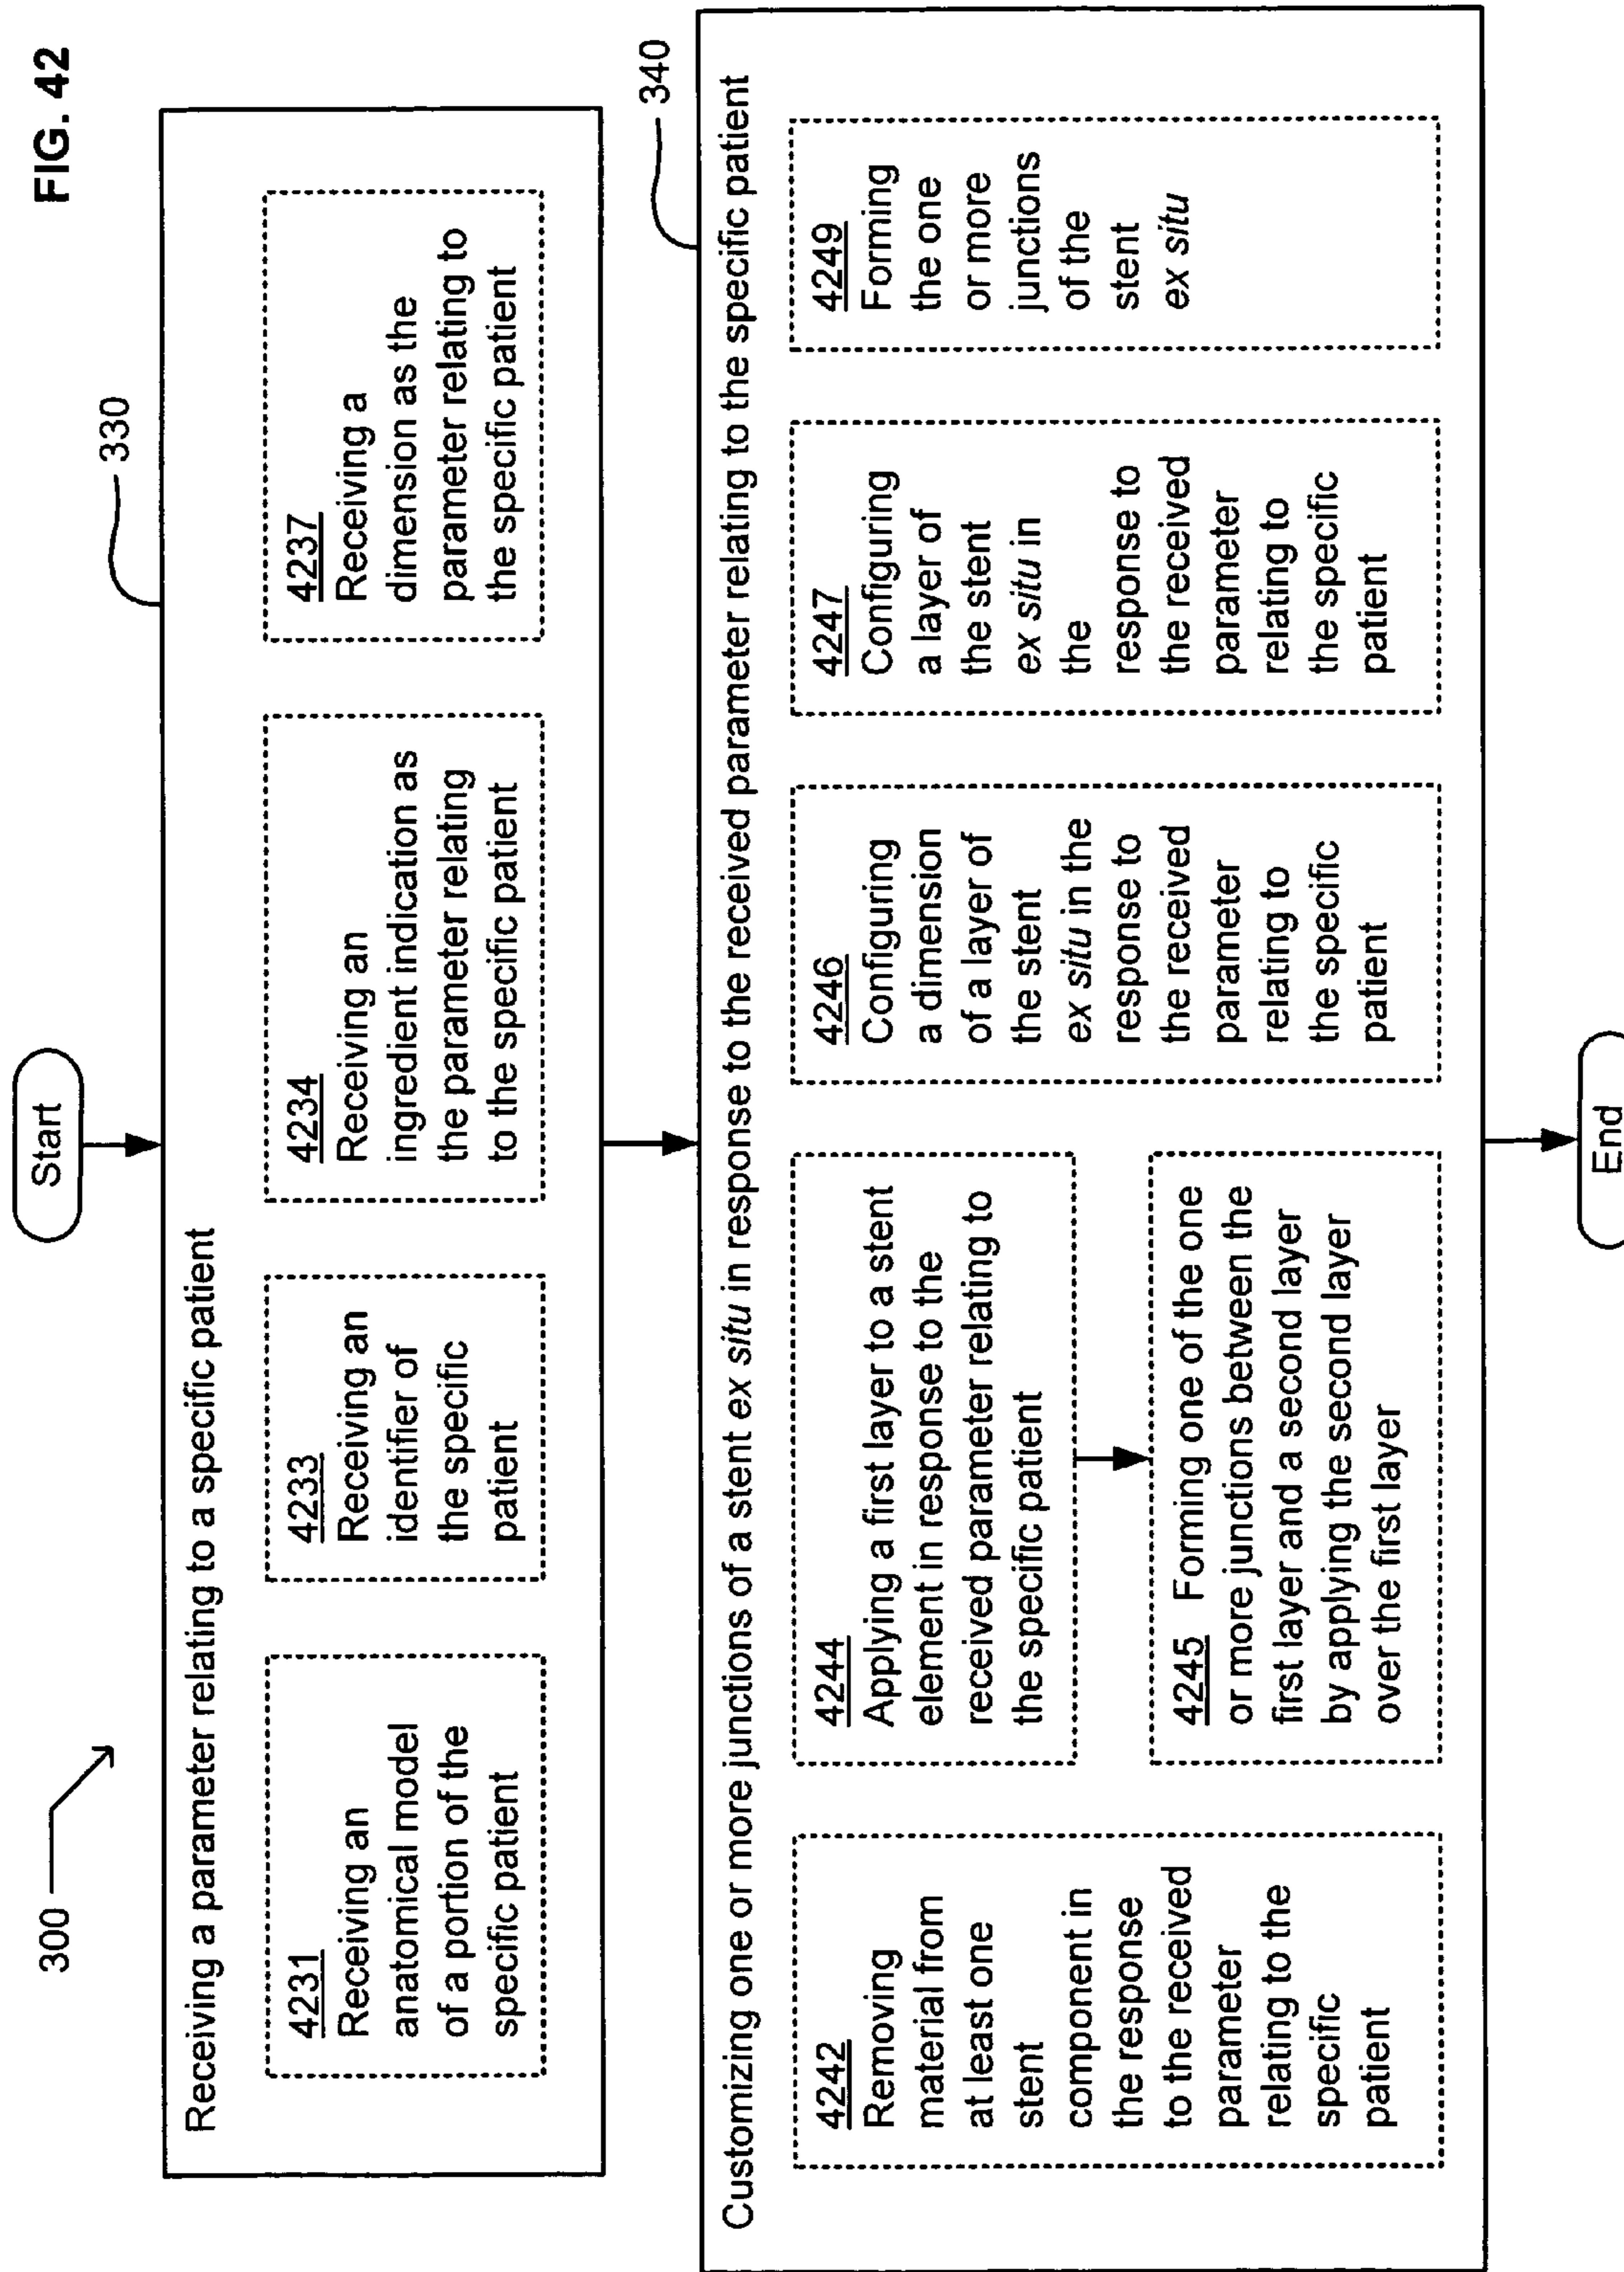 FIG. 42
300
Start
330
Receiving a parameter relating to a specific patient
4231
Receiving an
anatomical model
of a portion of the
specific patient
4233
Receiving an
identifier of
the specific
patient
4234
Receiving an
ingredient indication as
the parameter relating
to the specific patient
4237
Receiving a
dimension as the
parameter relating to
the specific patient
340
Customizing one or more junctions of a stent ex situ in response to the received parameter relating to the specific patient
4242
Removing
material from
at least one
stent
component in
the response
to the received
parameter
relating to the
specific
patient
4244
Applying a first layer to a stent
element in response to the
received parameter relating to
the specific patient
4245 Forming one of the one
or more junctions between the
first layer and a second layer
by applying the second layer
over the first layer
4246
Configuring
a dimension
of a layer of
the stent
ex situ in the
response to
the received
parameter
relating to
the specific
patient
4247
Configuring
a layer of
the stent
ex situ in
the
response to
the received
parameter
relating to
the specific
patient
4249
Forming
the one
or more
junctions
of the
stent
ex situ
End